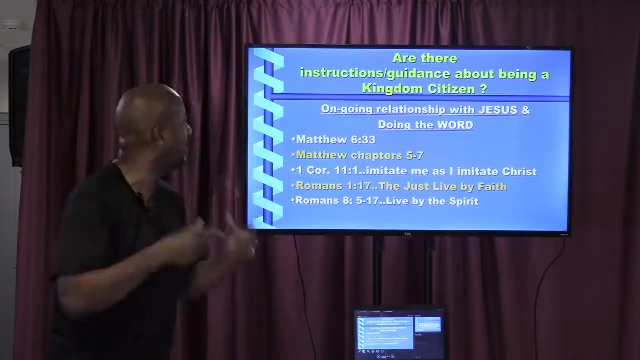 Are there
instructions/guidance about being a
Kingdom Citizen ?
On-going relationship with JESUS &
Doing the WORD
•Matthew 6:33
•Matthew chapters 5-7
•1 Cor. 11:1..imitate me as I imitate Christ
•Romans 1:17..The Just Live by Faith
•Romans 8: 5-17..Live by the Spirit